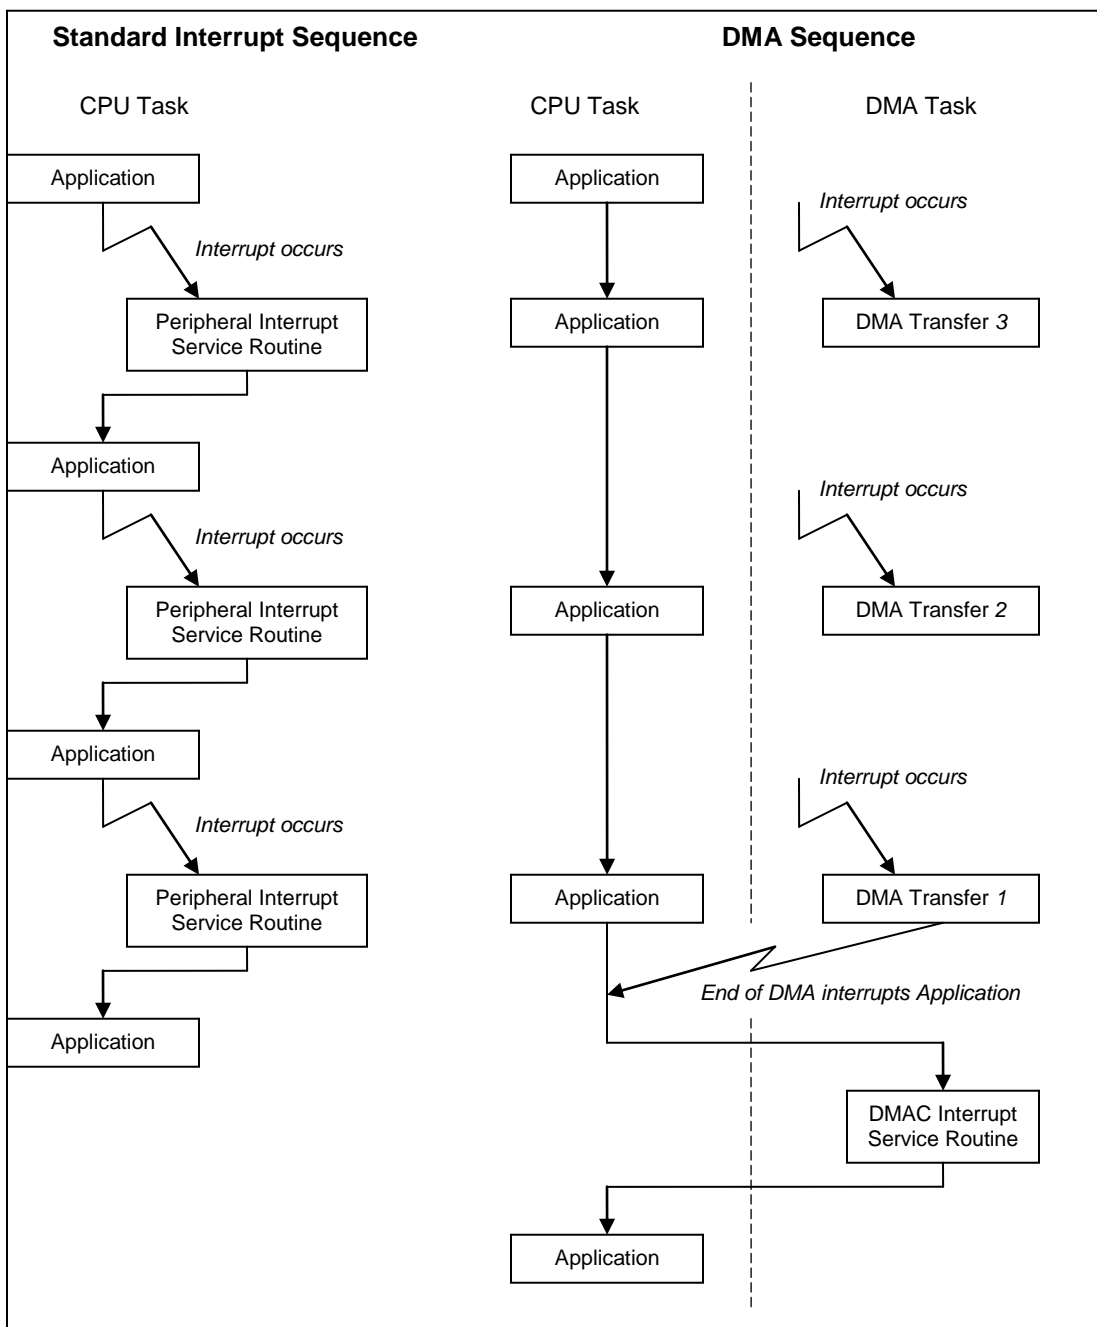 Standard Interrupt Sequence
DMA Sequence
CPU Task
CPU Task
DMA Task
Application
Application
Interrupt occurs
Interrupt occurs
Peripheral Interrupt
Service Routine
Application
DMA Transfer 3
Application
Interrupt occurs
Interrupt occurs
Peripheral Interrupt
Service Routine
Application
DMA Transfer 2
Application
Interrupt occurs
Interrupt occurs
Peripheral Interrupt
Service Routine
Application
DMA Transfer 1
End of DMA interrupts Application
Application
DMAC Interrupt
Service Routine
Application